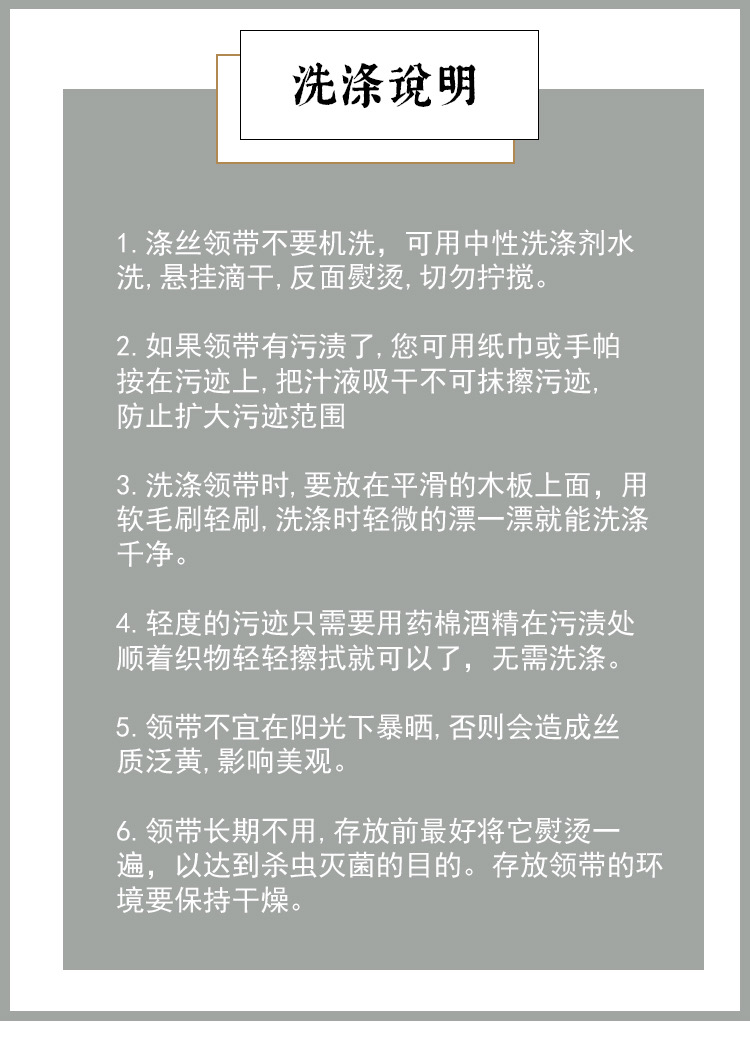 洗涤说明
1.涤丝领带不要机洗，可用中性洗涤剂水
洗,悬挂滴干,反面熨烫,切勿拧搅。
2.如果领带有污渍了,您可用纸巾或手帕
按在污迹上,把汁液吸干不可抹擦污迹,
防止扩大污迹范围
3.洗涤领带时,要放在平滑的木板上面，用
软毛刷轻刷,洗涤时轻微的漂一漂就能洗涤
千净。
4.轻度的污迹只需要用药棉酒精在污渍处
顺着织物轻轻擦拭就可以了，无需洗涤。
5.领带不宜在阳光下暴晒,否则会造成丝
质泛黄,影响美观。
6.领带长期不用,存放前最好将它熨烫一
遍，以达到杀虫灭菌的目的。存放领带的环
境要保持干燥。